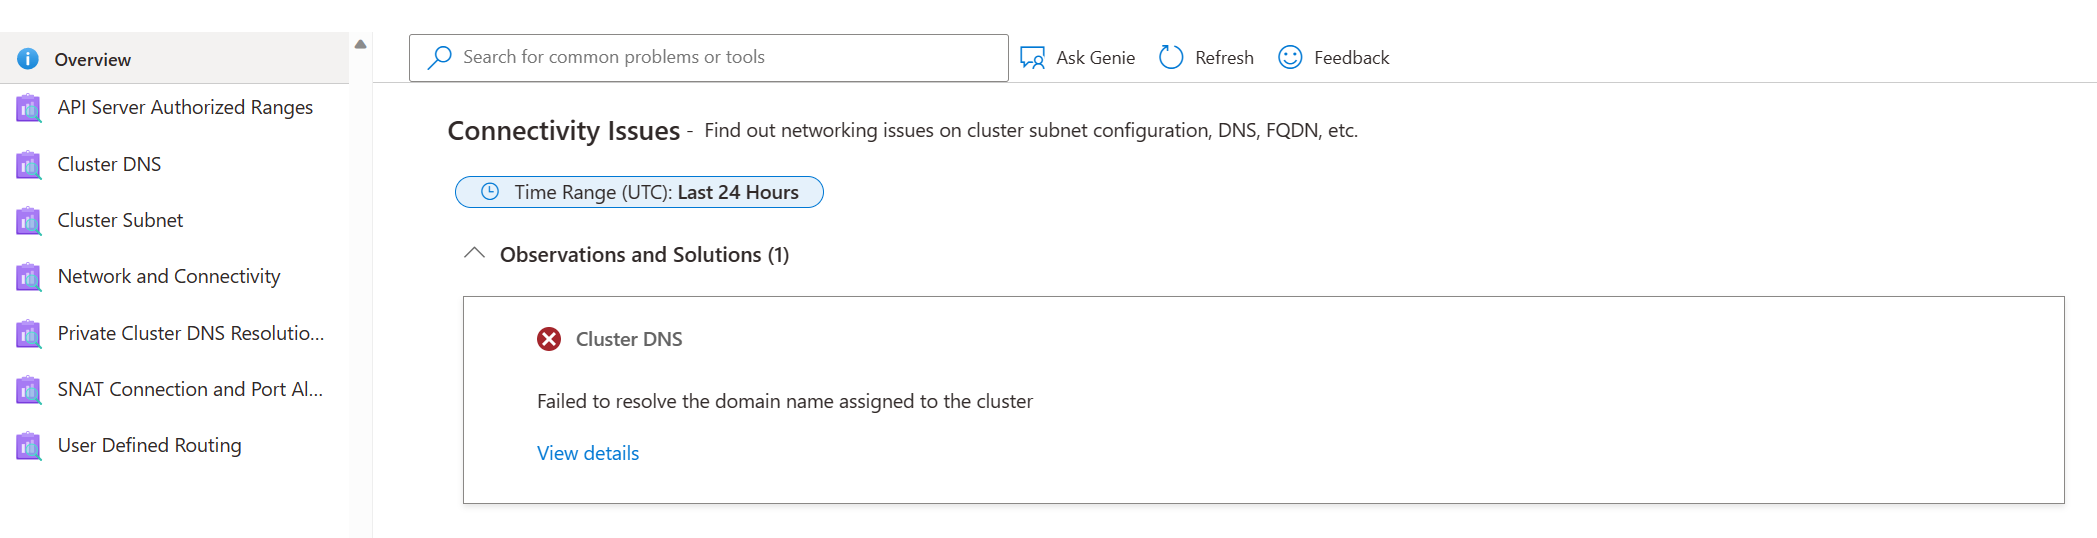 Overview
API Server Authorized Ranges
Cluster DNS
Cluster Subnet
Network and Connectivity
Private Cluster DNS Resolutio...
SNAT Connection and Port Al...
User Defined Routing
Search for common problems or tools
Ask Genie
Refresh
Feedback
Connectivity Issues - Find out networking issues on cluster subnet configuration, DNS, FQDN, etc.
Time Range (UTC): Last 24 Hours
Observations and Solutions (1)
Cluster DNS
Failed to resolve the domain name assigned to the cluster
View details